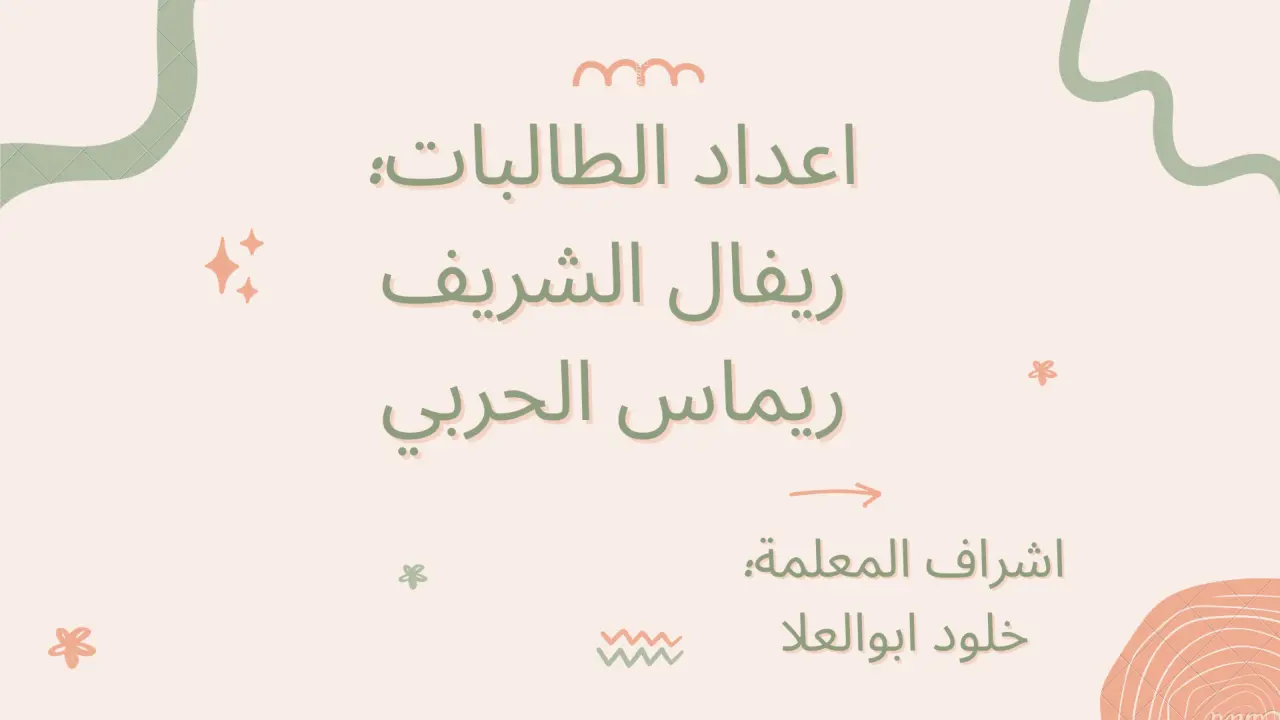 اعداد الطالبات:
ريفال الشريف
ريماس الحربي
اشراف المعلمة:
خلود ابوالعلا